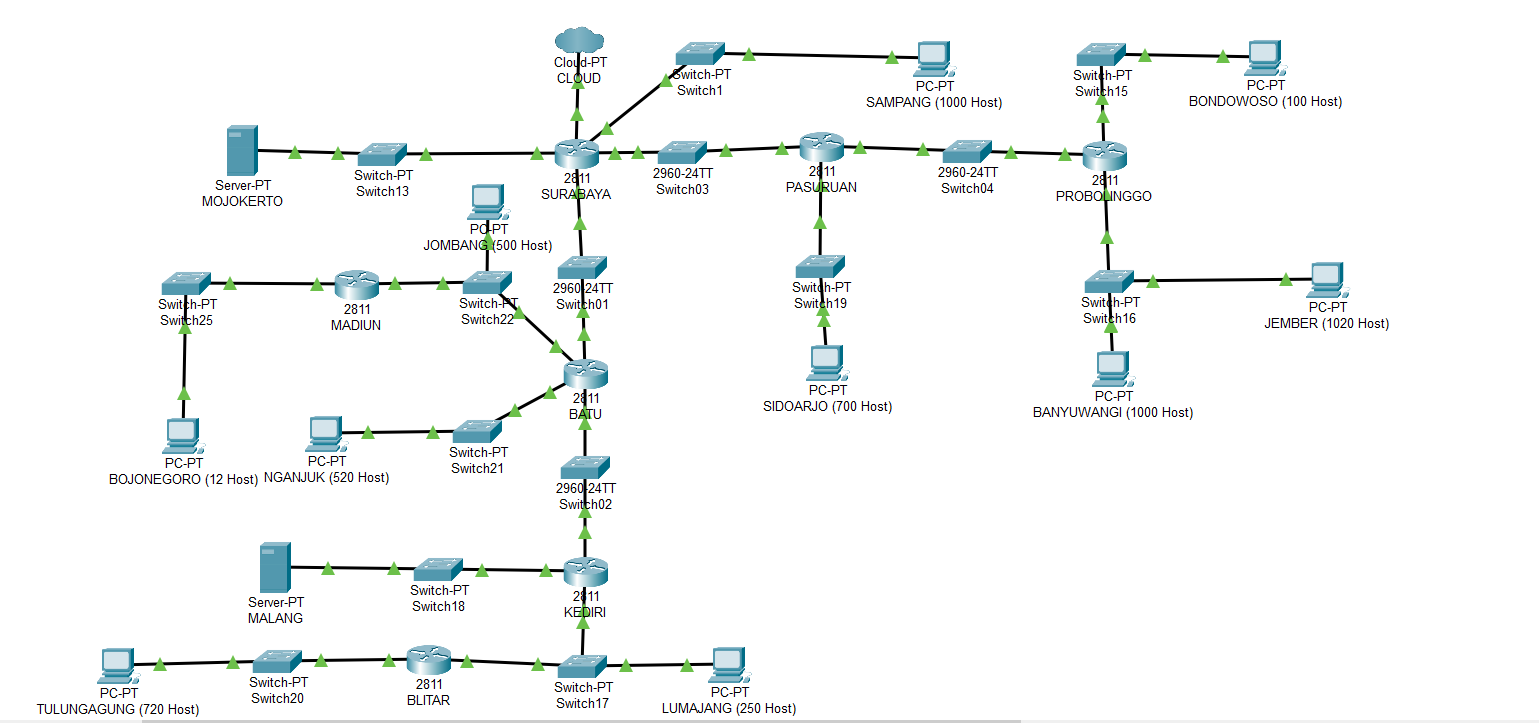 Cloud-PT
CLOUD
Switch-PT
Switch1
PC-PT
SAMPANG (1000 Host)
Switch-PT
Switch15
PC-PT
BONDOWOSO (100 Host)
Server-PT
MOJOKERTO
Switch-PT
Switch13
2811
SURABAYA
2960-24TT
Switch03
2811
PASURUAN
2960-24TT
Switch04
2811
PROBOLINGGO
PC-PT
JOMBANG (500 Host)
Switch-PT
Switch25
2811
MADIUN
Switch-PT
Switch22
2960-24TT
Switch01
Switch-PT
Switch19
Switch-PT
Switch16
PC-PT
JEMBER (1020 Host)
2811
BATU
PC-PT
SIDOARJO (700 Host)
PC-PT
BANYUWANGI (1000 Host)
PC-PT
BOJONEGORO (12 Host)
PC-PT
NGANJUK (520 Host)
Switch-PT
Switch21
2960-24TT
Switch02
Server-PT
MALANG
Switch-PT
Switch18
2811
KEDIRI
PC-PT
TULUNGAGUNG (720 Host)
Switch-PT
Switch20
2811
BLITAR
Switch-PT
Switch17
PC-PT
LUMAJANG (250 Host)